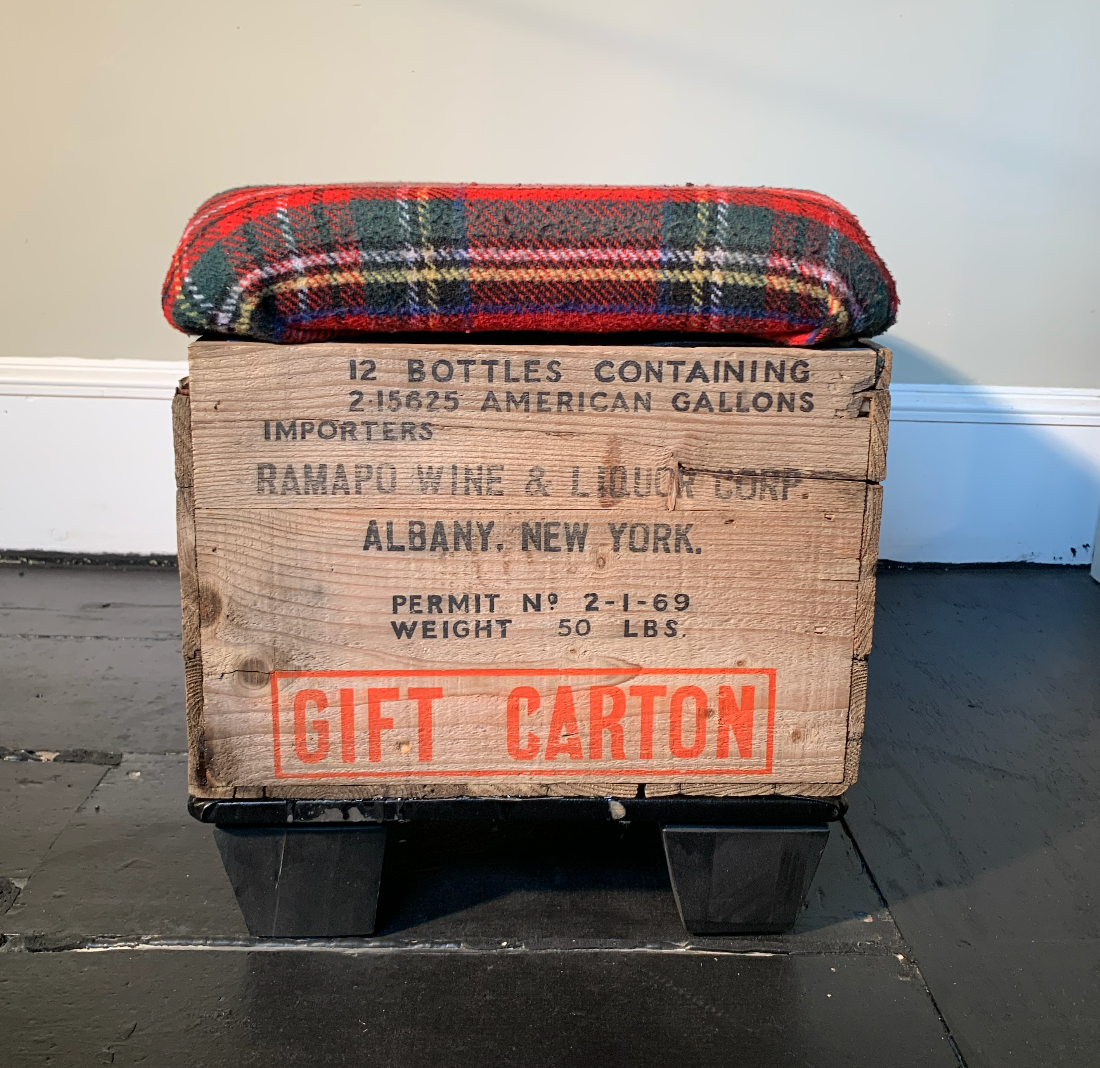 12 BOTTLES CONTAINING
2·15625 AMERICAN GALLONS
IMPORTERS
RAMAPO WINE & LIQUOR CORP.
ALBANY, NEW YORK.
PERMIT Nº 2-1-69
WEIGHT 50 LBS.
GIFT CARTON